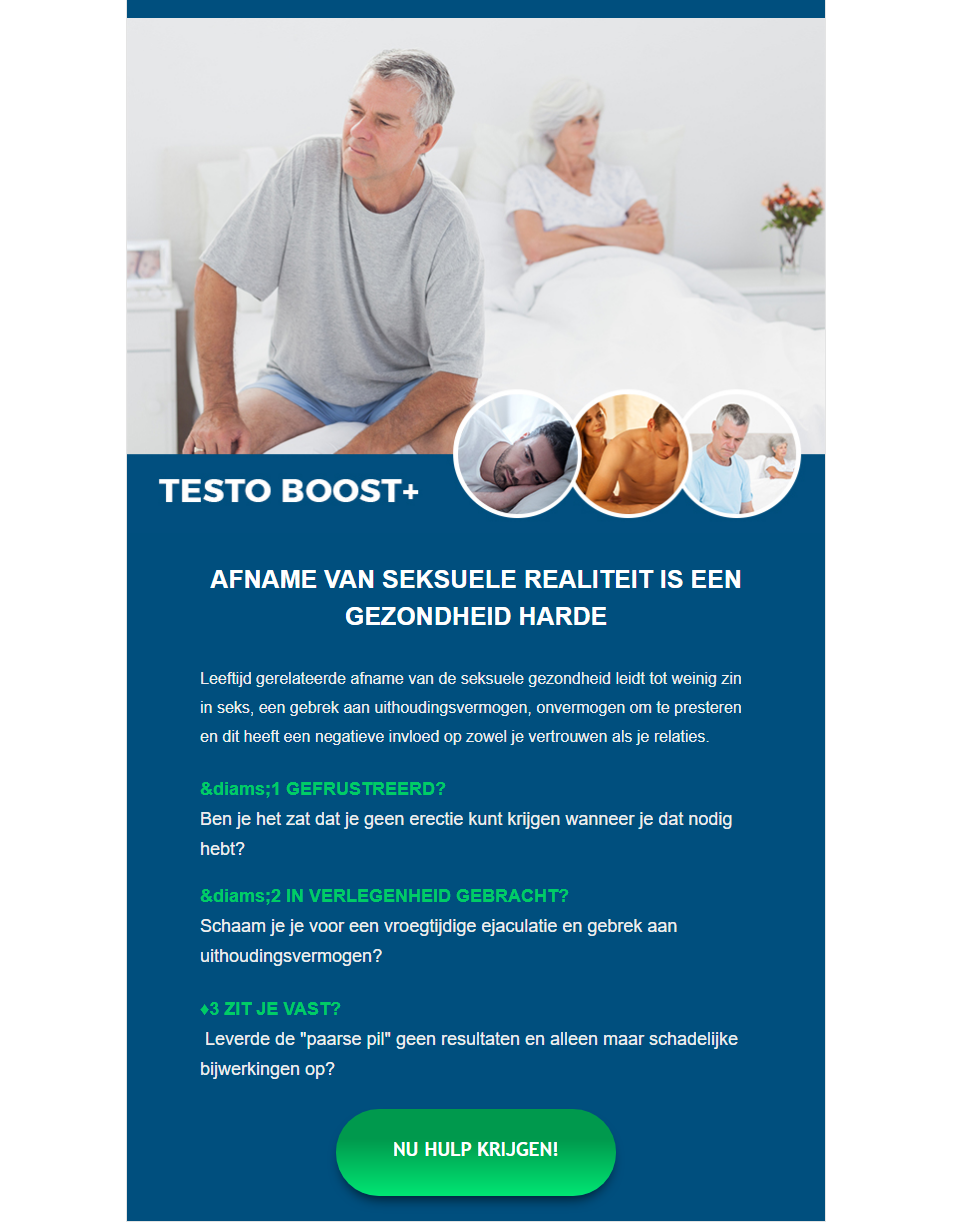 TESTO BOOST+
AFNAME VAN SEKSUELE REALITEIT IS EEN
GEZONDHEID HARDE
Leeftijd gerelateerde afname van de seksuele gezondheid leidt tot weinig zin
in seks, een gebrek aan uithoudingsvermogen, onvermogen om te presteren
en dit heeft een negatieve invloed op zowel je vertrouwen als je relaties.
&diams;1 GEFRUSTREERD?
Ben je het zat dat je geen erectie kunt krijgen wanneer je dat nodig
hebt?
&diams;2 IN VERLEGENHEID GEBRACHT?
Schaam je je voor een vroegtijdige ejaculatie en gebrek aan
uithoudingsvermogen?
♦3 ZIT JE VAST?
Leverde de "paarse pil" geen resultaten en alleen maar schadelijke
bijwerkingen op?
NU HULP KRIJGEN!